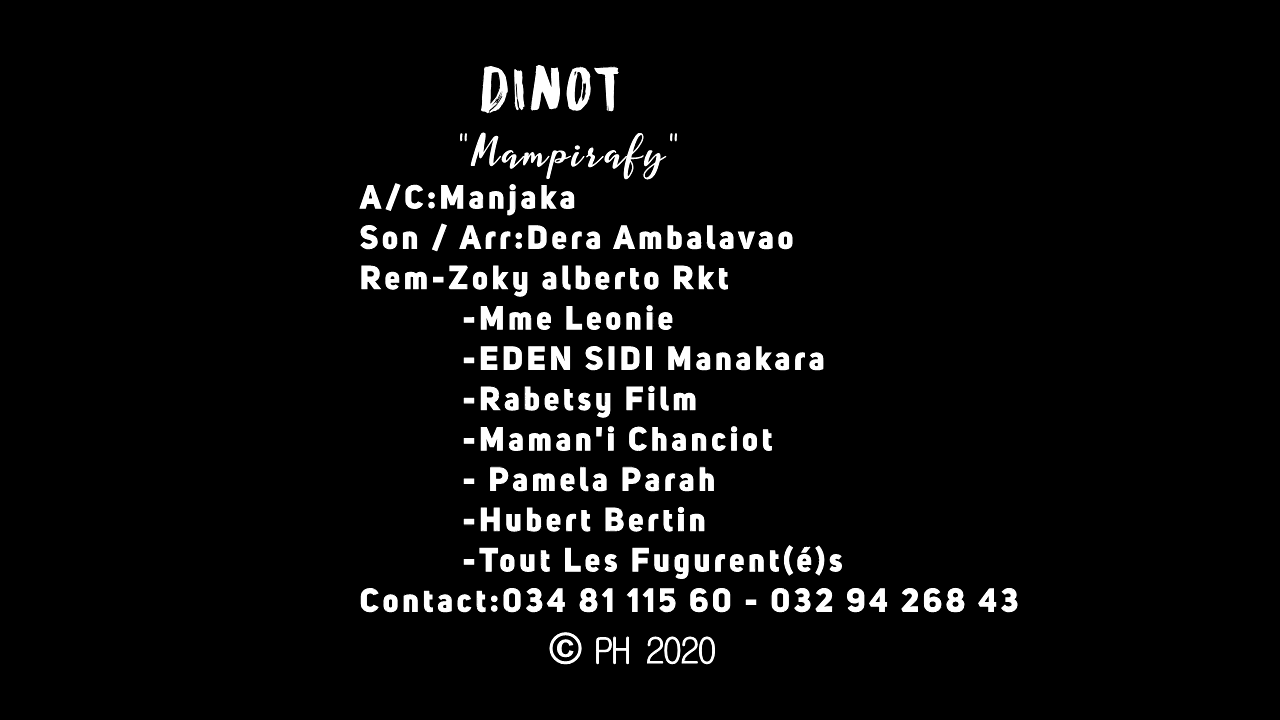 DINOT
"Mampirafy"
A/C:Manjaka
Son / Arr:Dera Ambalavao
Rem-Zoky alberto Rkt
-Mme Leonie
-EDEN SIDI Manakara
-Rabetsy Film
-Maman'i Chanciot
- Pamela Parah
-Hubert Bertin
-Tout Les Fugurent(é)s
Contact:034 81 115 60 - 032 94 268 43
© PH 2020